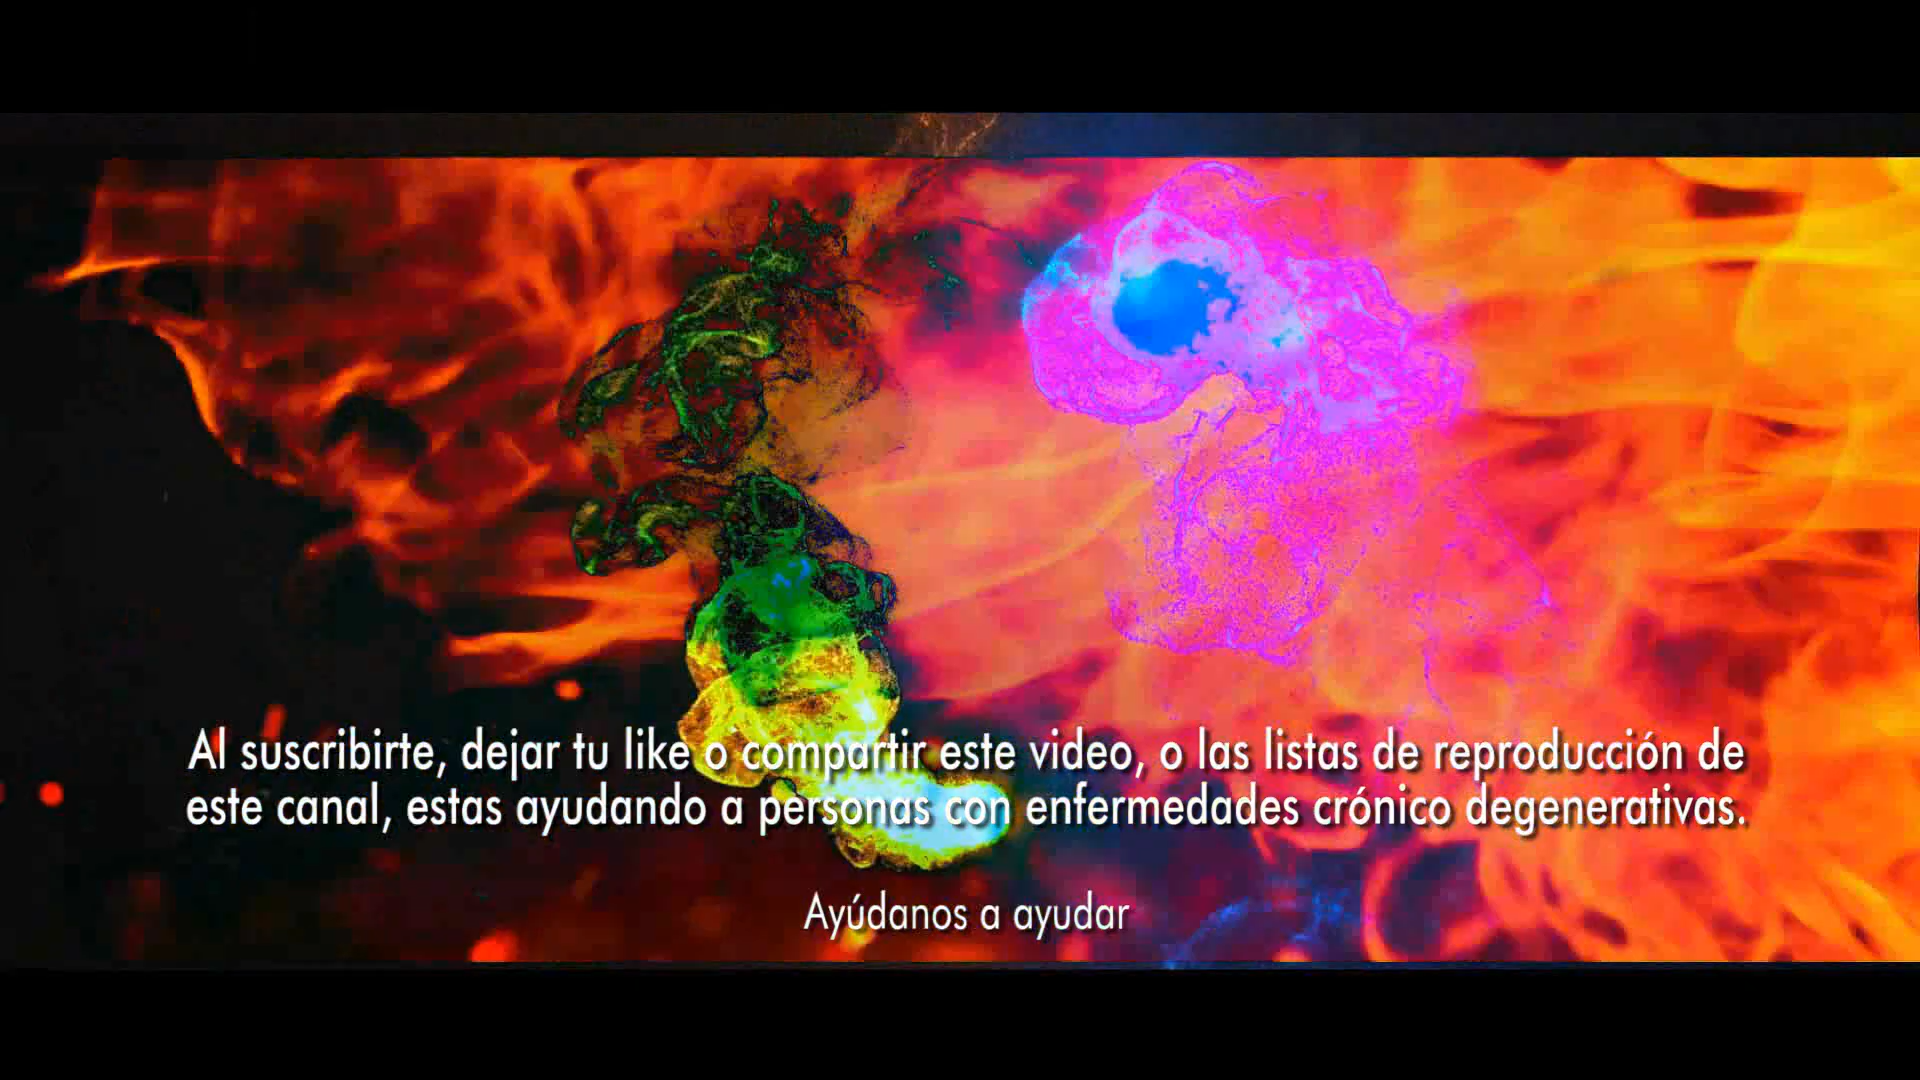 Al suscribirte, dejar tu like o compartir este video, o las listas de reproducción de
este canal, estas ayudando a personas con enfermedades crónico degenerativas.
Ayúdanos a ayudar